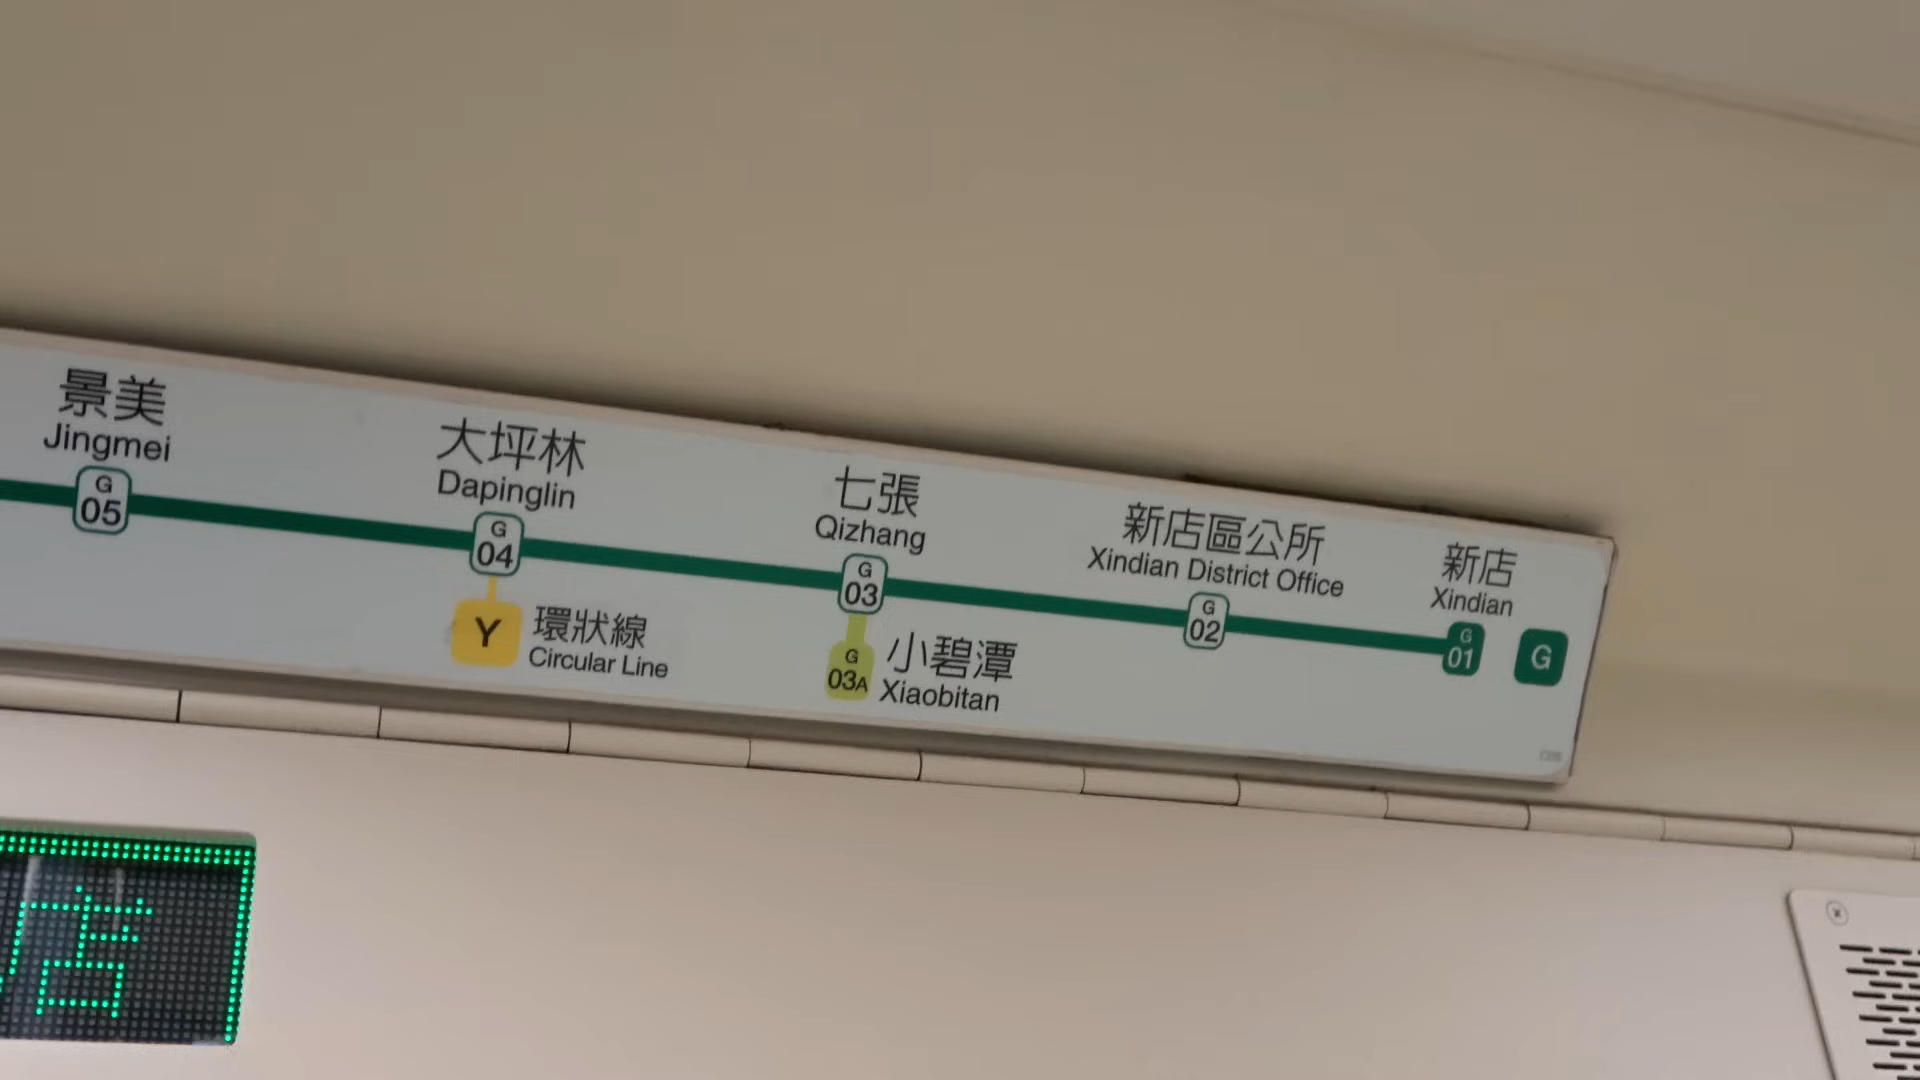 景美
Jingmei
G
05
大坪林
Dapinglin
G
04
Y
環狀線
Circular Line
七張
Qizhang
G
03
G
03A
小碧潭
Xiaobitan
新店區公所
Xindian District Office
G
02
新店
Xindian
G
01
G
店